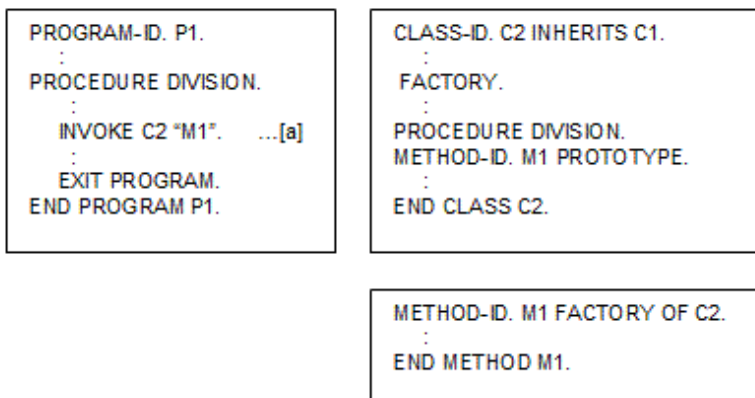 PROGRAM-ID. P1.
:
PROCEDURE DIVISION.
:
INVOKE C2 “M1”. …[a]
:
EXIT PROGRAM.
END PROGRAM P1.
CLASS-ID. C2 INHERITS C1.
:
FACTORY.
:
PROCEDURE DIVISION.
METHOD-ID. M1 PROTOTYPE.
:
END CLASS C2.
METHOD-ID. M1 FACTORY OF C2.
:
END METHOD M1.